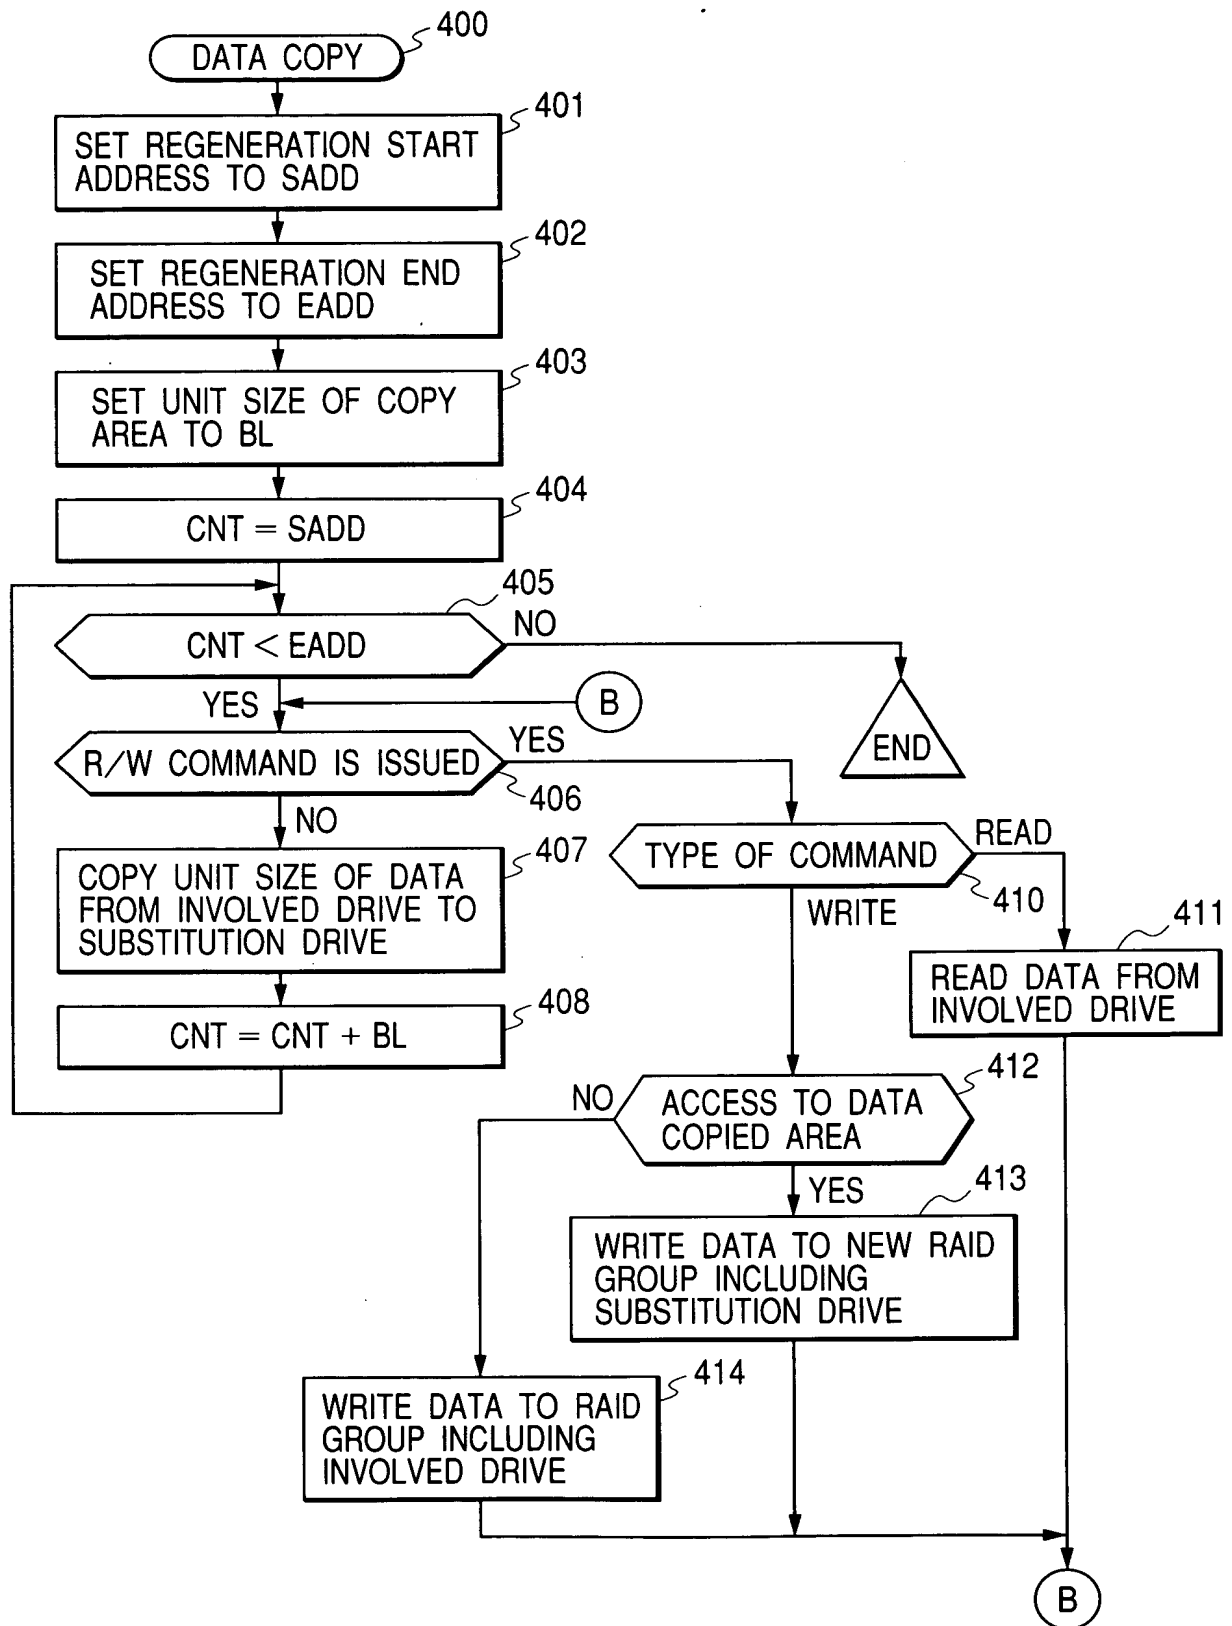 400
DATA COPY
401
SET REGENERATION START
ADDRESS TO SADD
402
SET REGENERATION END
ADDRESS TO EADD
403
SET UNIT SIZE OF COPY
AREA TO BL
404
CNT = SADD
405
CNT < EADD
NO
YES
B
END
R/W COMMAND IS ISSUED
YES
406
NO
407
COPY UNIT SIZE OF DATA
FROM INVOLVED DRIVE TO
SUBSTITUTION DRIVE
408
CNT = CNT + BL
TYPE OF COMMAND
READ
410
WRITE
411
READ DATA FROM
INVOLVED DRIVE
412
NO
ACCESS TO DATA
COPIED AREA
YES
413
WRITE DATA TO NEW RAID
GROUP INCLUDING
SUBSTITUTION DRIVE
414
WRITE DATA TO RAID
GROUP INCLUDING
INVOLVED DRIVE
B